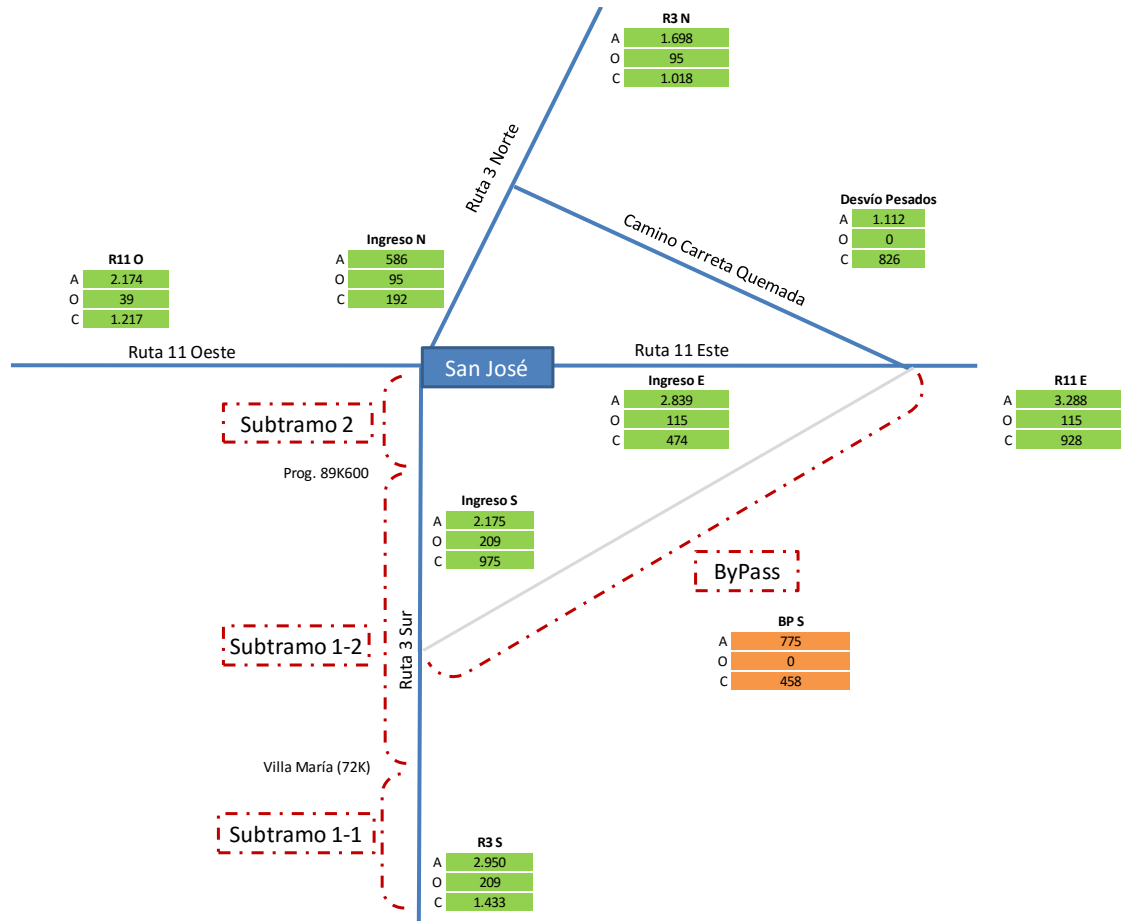 R3 N
A 1.698
O 95
C 1.018
Ruta 3 Norte
Camino Carreta Quemada
Desvío Pesados
A 1.112
O 0
C 826
Ingreso N
A 586
O 95
C 192
R11 O
A 2.174
O 39
C 1.217
Ruta 11 Oeste
San José
Ruta 11 Este
Ingreso E
A 2.839
O 115
C 474
R11 E
A 3.288
O 115
C 928
Subtramo 2
Prog. 89K600
Ingreso S
A 2.175
O 209
C 975
ByPass
BP S
A 775
O 0
C 458
Subtramo 1-2
Ruta 3 Sur
Villa María (72K)
Subtramo 1-1
R3 S
A 2.950
O 209
C 1.433